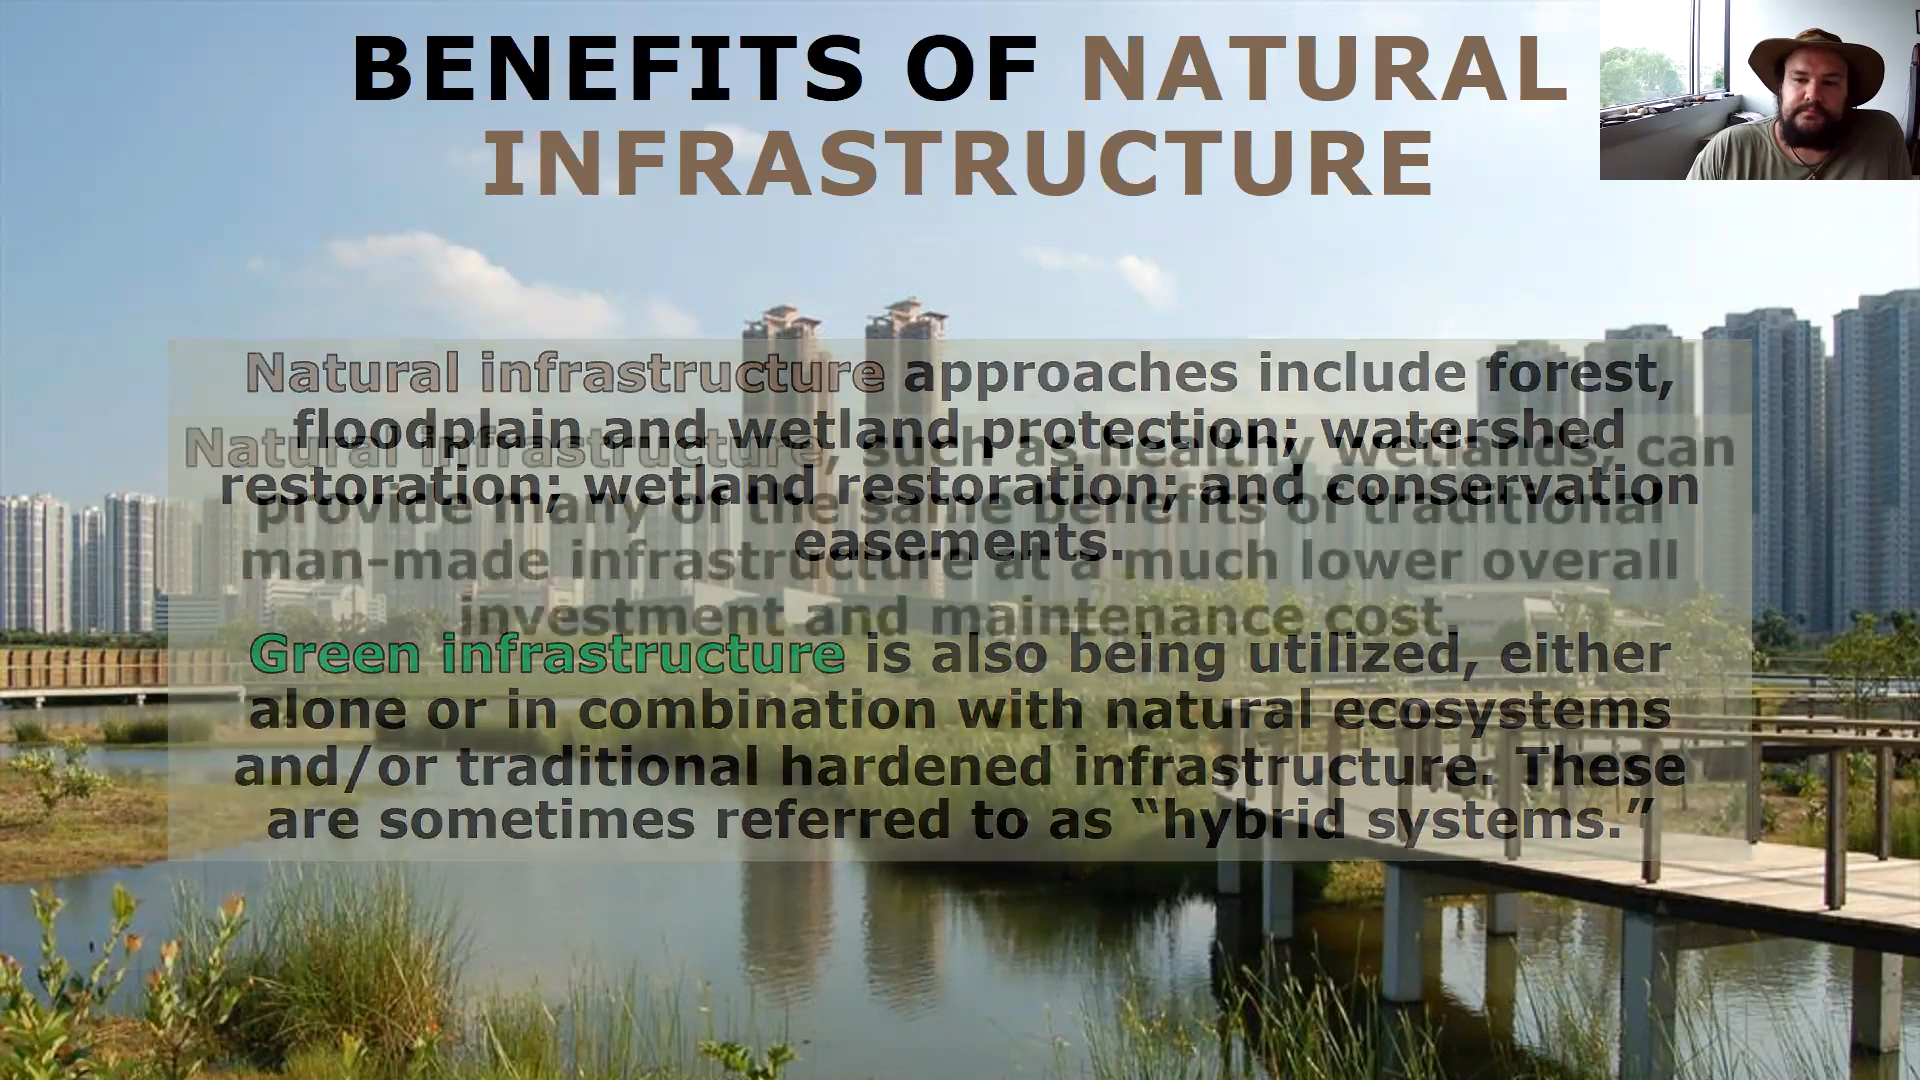 BENEFITS OF NATURAL
INFRASTRUCTURE
Natural infrastructure approaches include forest,
floodplain and wetland protection; watershed
restoration; wetland restoration; and conservation
easements.
Natural infrastructure, such as healthy wetlands, can
provide many of the same benefits of traditional
man-made infrastructure at a much lower overall
investment and maintenance cost.
Green infrastructure is also being utilized, either
alone or in combination with natural ecosystems
and/or traditional hardened infrastructure. These
are sometimes referred to as “hybrid systems.”